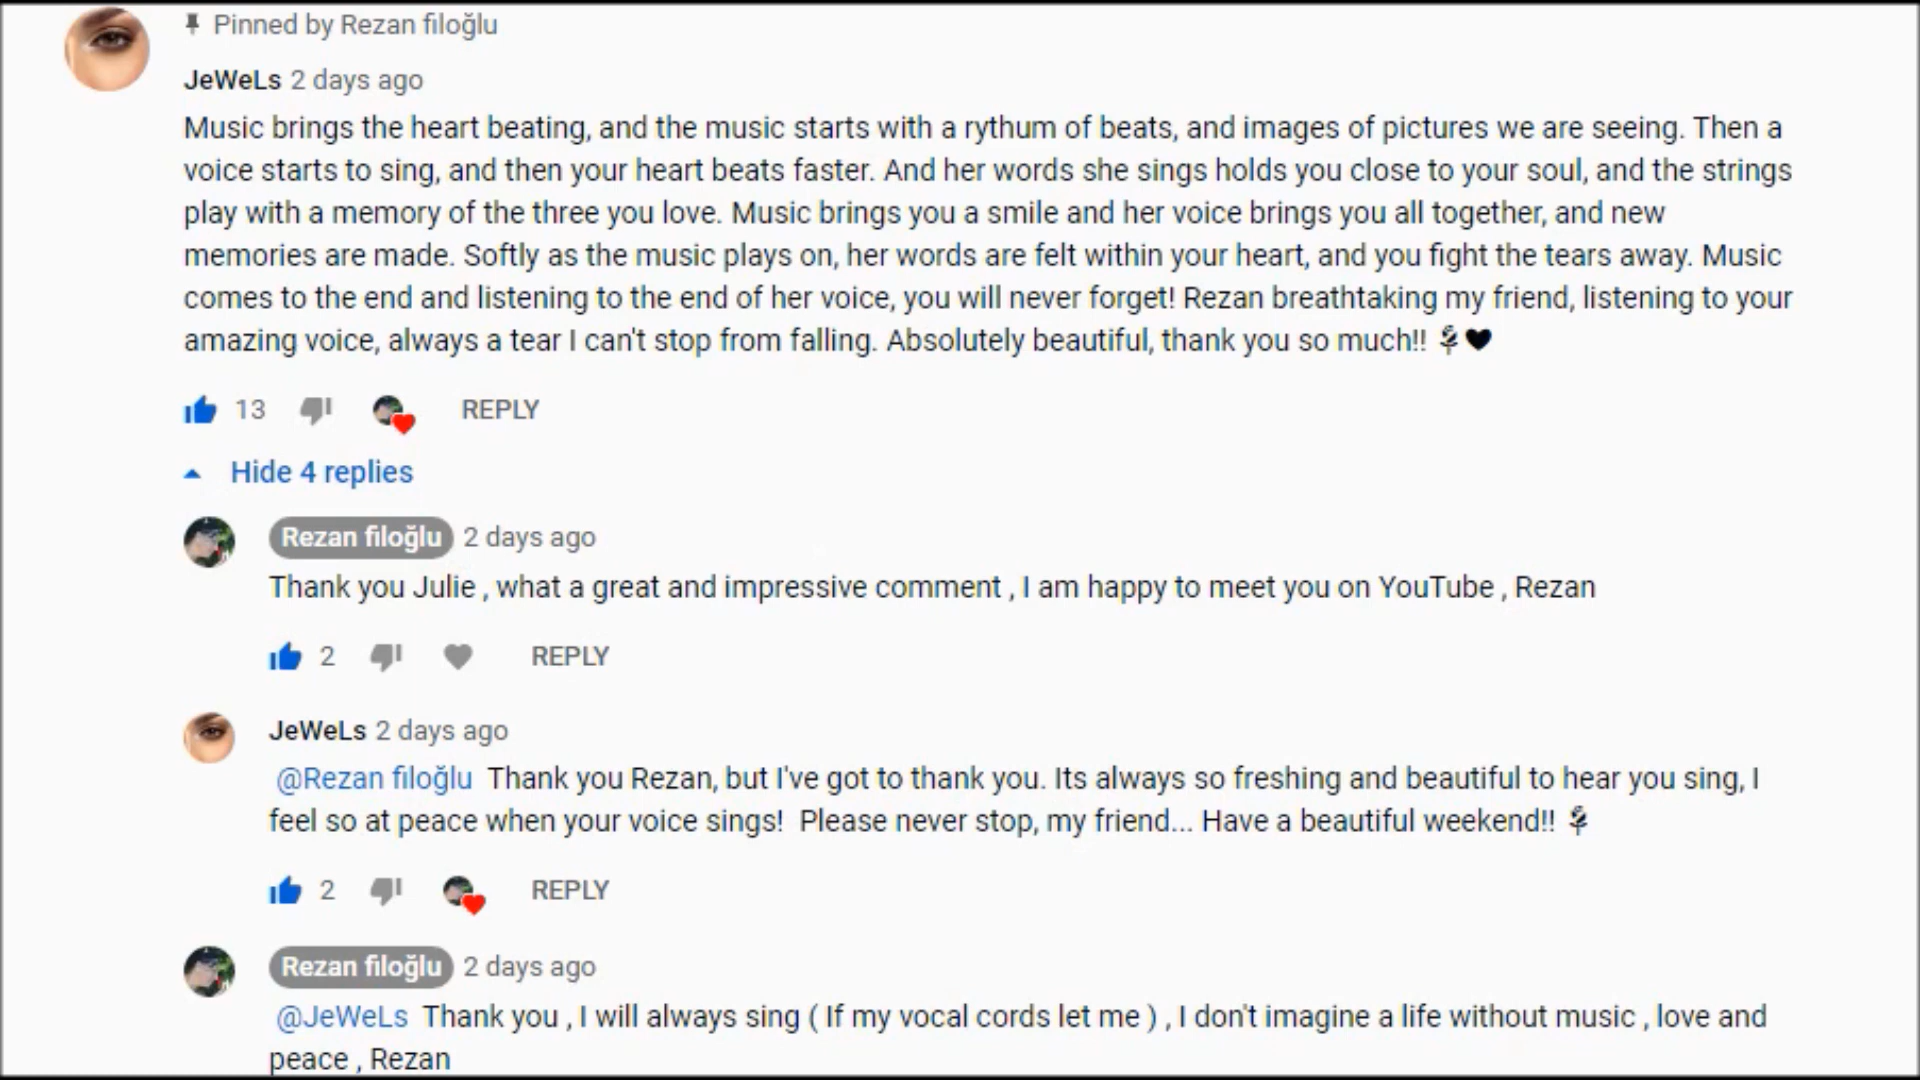 Pinned by Rezan filoğlu
JeWeLs 2 days ago
Music brings the heart beating, and the music starts with a rythum of beats, and images of pictures we are seeing. Then a
voice starts to sing, and then your heart beats faster. And her words she sings holds you close to your soul, and the strings
play with a memory of the three you love. Music brings you a smile and her voice brings you all together, and new
memories are made. Softly as the music plays on, her words are felt within your heart, and you fight the tears away. Music
comes to the end and listening to the end of her voice, you will never forget! Rezan breathtaking my friend, listening to your
amazing voice, always a tear I can't stop from falling. Absolutely beautiful, thank you so much!! 🌹🖤
13 REPLY
Hide 4 replies
Rezan filoğlu 2 days ago
Thank you Julie , what a great and impressive comment , I am happy to meet you on YouTube , Rezan
2 REPLY
JeWeLs 2 days ago
@Rezan filoğlu Thank you Rezan, but I've got to thank you. Its always so freshing and beautiful to hear you sing, I
feel so at peace when your voice sings! Please never stop, my friend... Have a beautiful weekend!! 🌹
2 REPLY
Rezan filoğlu 2 days ago
@JeWeLs Thank you , I will always sing ( If my vocal cords let me ) , I don't imagine a life without music , love and
peace , Rezan